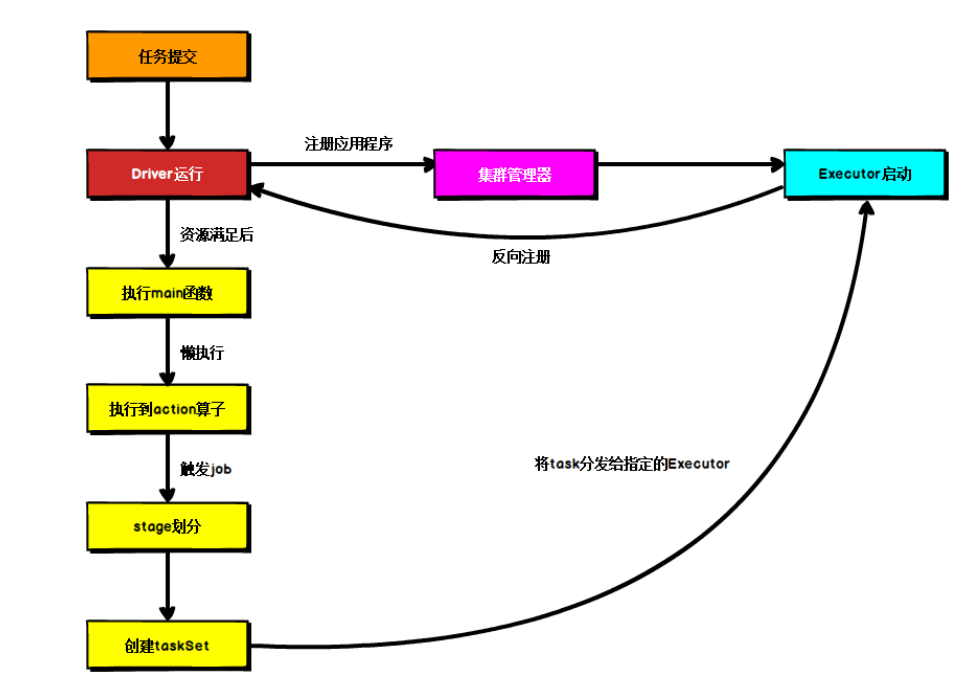 任务提交
注册应用程序
Driver运行
集群管理器
Executor启动
资源满足后
反向注册
执行main函数
懒执行
执行到action算子
将task分发给指定的Executor
触发job
stage划分
创建taskSet